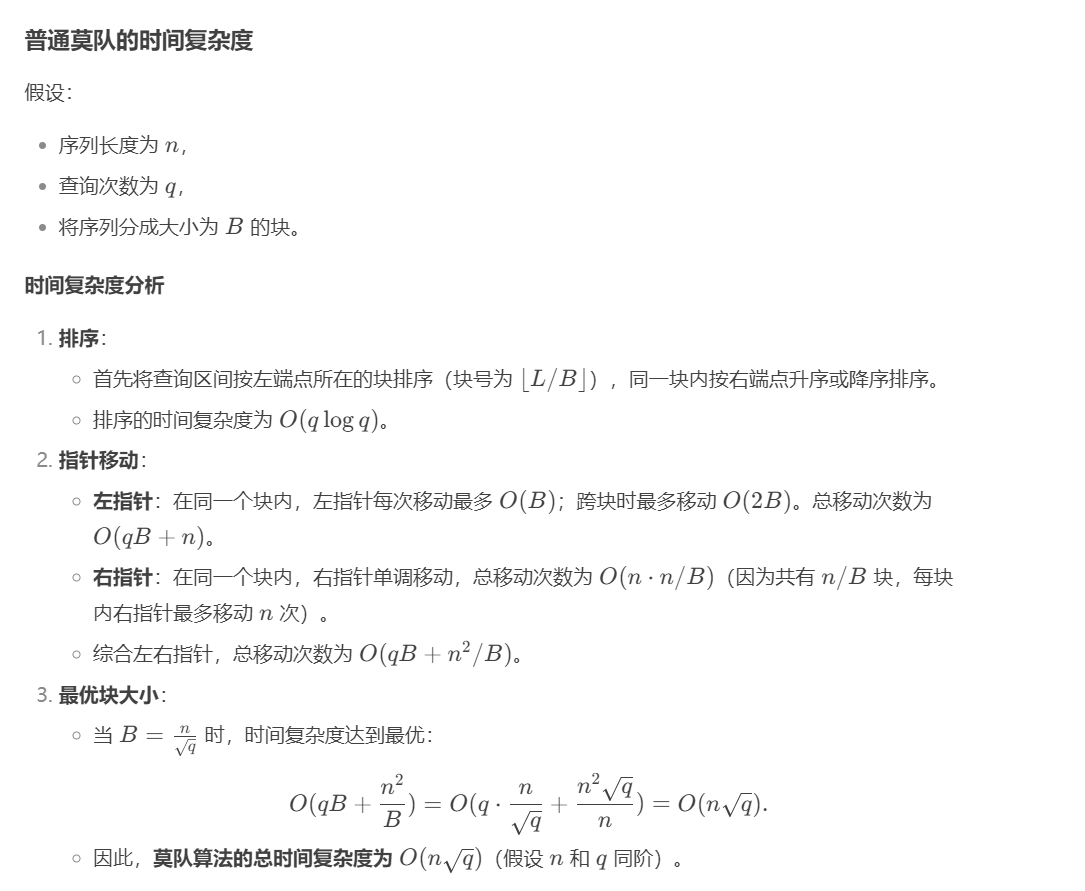 普通莫队的时间复杂度
假设：
• 序列长度为 n，
• 查询次数为 q，
• 将序列分成大小为 B 的块。
时间复杂度分析
1. 排序：
○ 首先将查询区间按左端点所在的块排序（块号为 ⌊L/B⌋），同一块内按右端点升序或降序排序。
○ 排序的时间复杂度为 O(q log q)。
2. 指针移动：
○ 左指针：在同一个块内，左指针每次移动最多 O(B)；跨块时最多移动 O(2B)。总移动次数为
O(qB + n)。
○ 右指针：在同一个块内，右指针单调移动，总移动次数为 O(n · n/B)（因为共有 n/B 块，每块
内右指针最多移动 n 次）。
○ 综合左右指针，总移动次数为 O(qB + n²/B)。
3. 最优块大小：
○ 当 B = n/√q 时，时间复杂度达到最优：
O(qB + n²/B) = O(q · n/√q + n²√q/n) = O(n√q).
○ 因此，莫队算法的总时间复杂度为 O(n√q)（假设 n 和 q 同阶）。